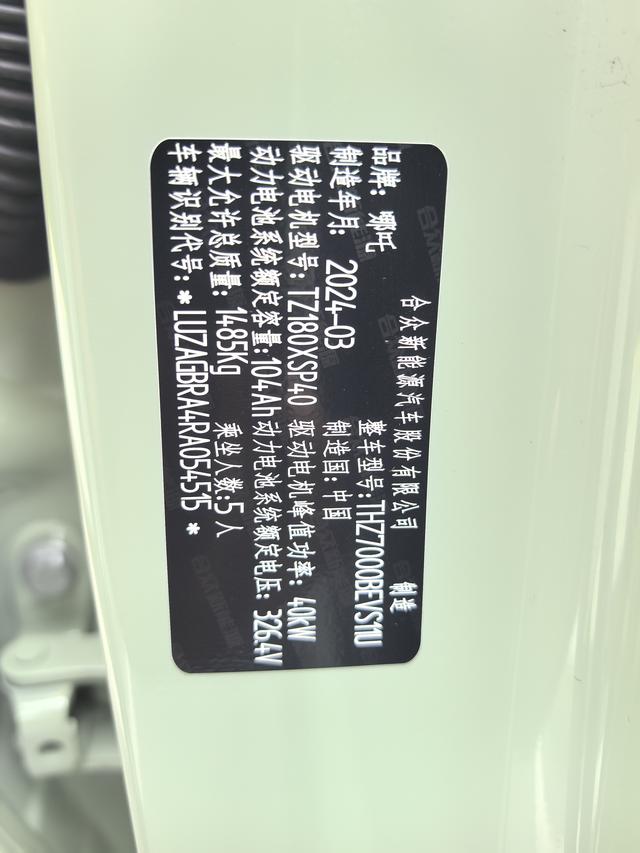 合众新能源汽车股份有限公司 制造
品牌：哪吒 整车型号：THZ7000BEVS11U
制造年月：2024-03 制造国：中国
驱动电机型号：TZ180XSP40 驱动电机峰值功率：40kW
动力电池系统额定容量：104Ah 动力电池系统额定电压：326.4V
最大允许总质量：1485Kg 乘坐人数：5人
车辆识别代号：*LUZAGBRA4RA054515*